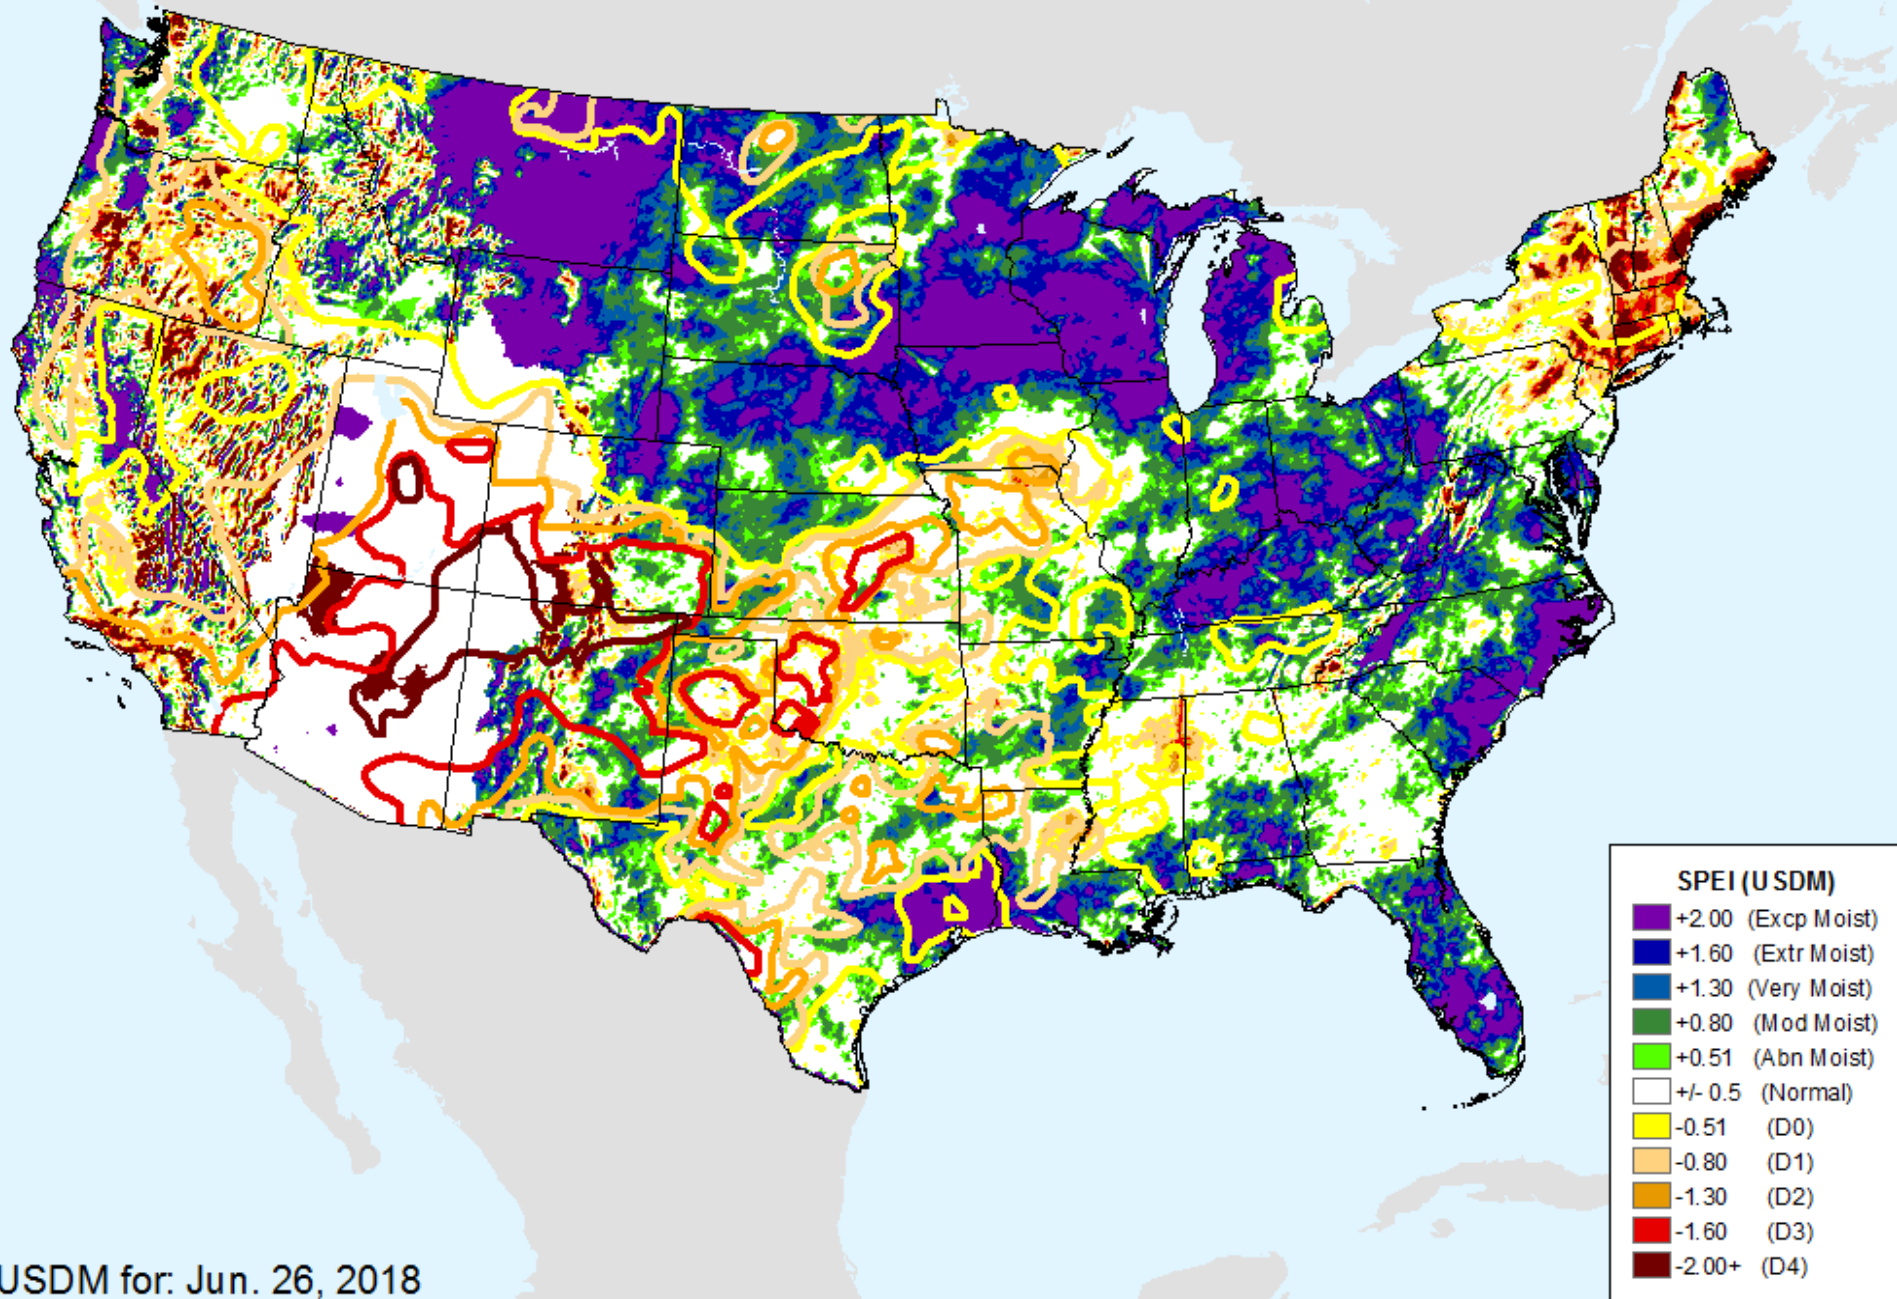 SPEI (USDM)
+2.00 (Excp Moist)
+1.60 (Extr Moist)
+1.30 (Very Moist)
+0.80 (Mod Moist)
+0.51 (Abn Moist)
+/- 0.5 (Normal)
-0.51 (D0)
-0.80 (D1)
-1.30 (D2)
-1.60 (D3)
-2.00+ (D4)
USDM for: Jun. 26, 2018